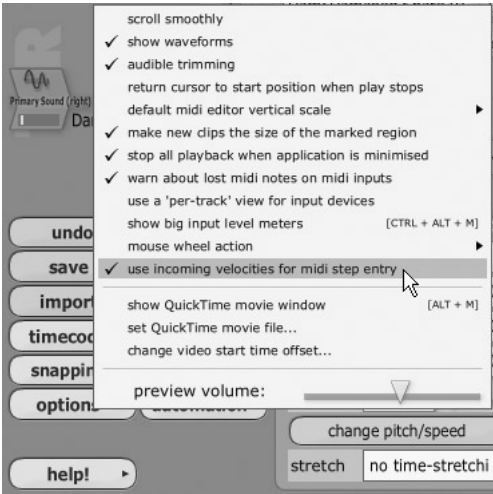 scroll smoothly
show waveforms
audible trimming
return cursor to start position when play stops
default midi editor vertical scale
make new clips the size of the marked region
stop all playback when application is minimised
warn about lost midi notes on midi inputs
use a 'per-track' view for input devices
show big input level meters [CTRL + ALT + M]
mouse wheel action
use incoming velocities for midi step entry
show QuickTime movie window [ALT + M]
set QuickTime movie file...
change video start time offset...
preview volume:
R
Primary Sound (right)
Da
undo
save
import
timecod
snappin
options
help!
change pitch/speed
stretch no time-stretchi